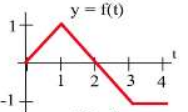 y = f(t)
1
t
1 2 3 4
-1